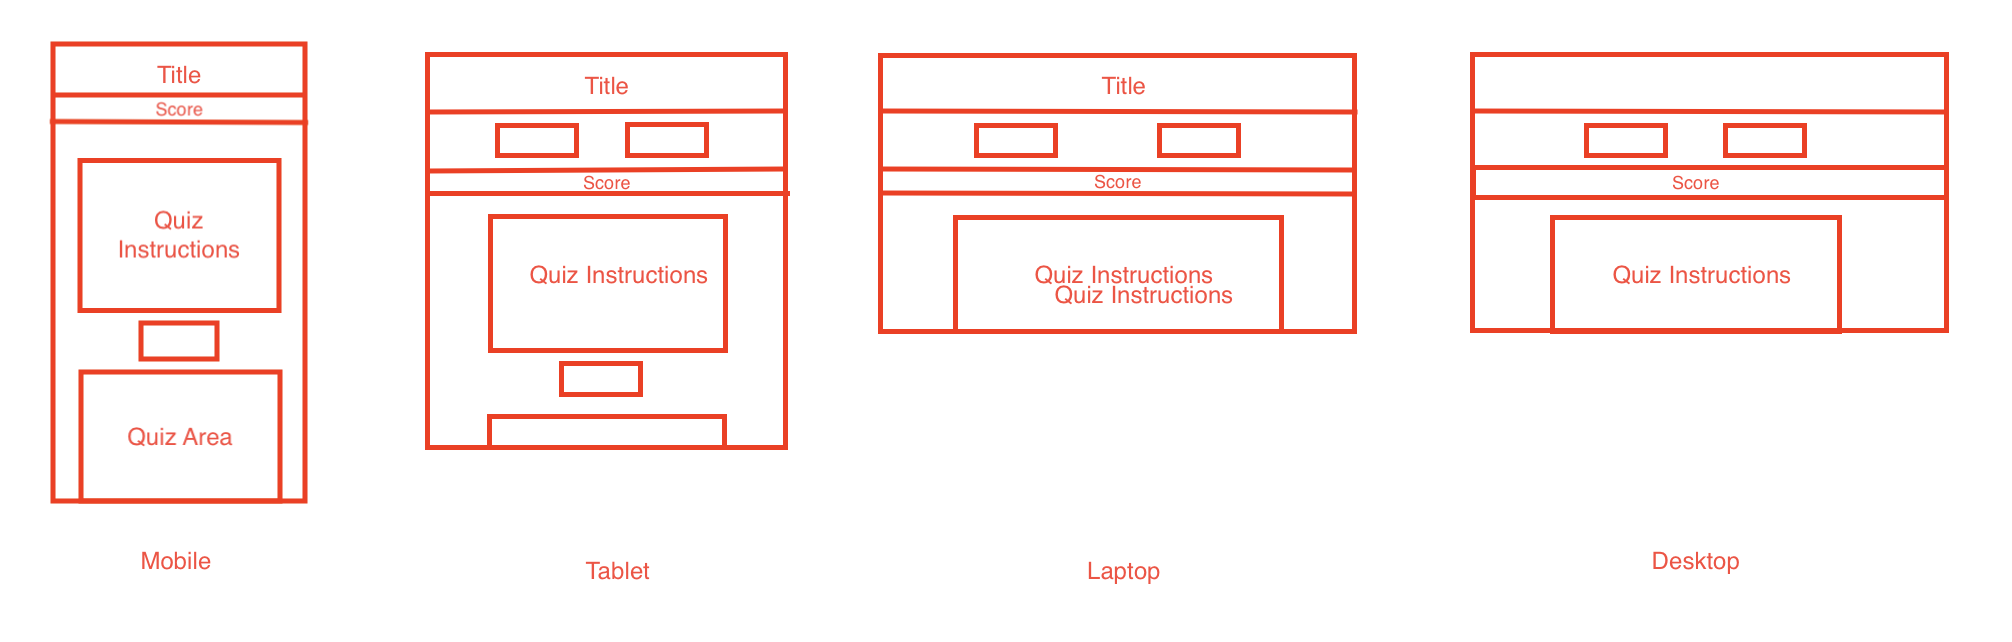 Title
Score
Quiz
Instructions
Quiz Area
Mobile
Title
Score
Quiz Instructions
Tablet
Title
Score
Quiz Instructions
Quiz Instructions
Laptop
Score
Quiz Instructions
Desktop